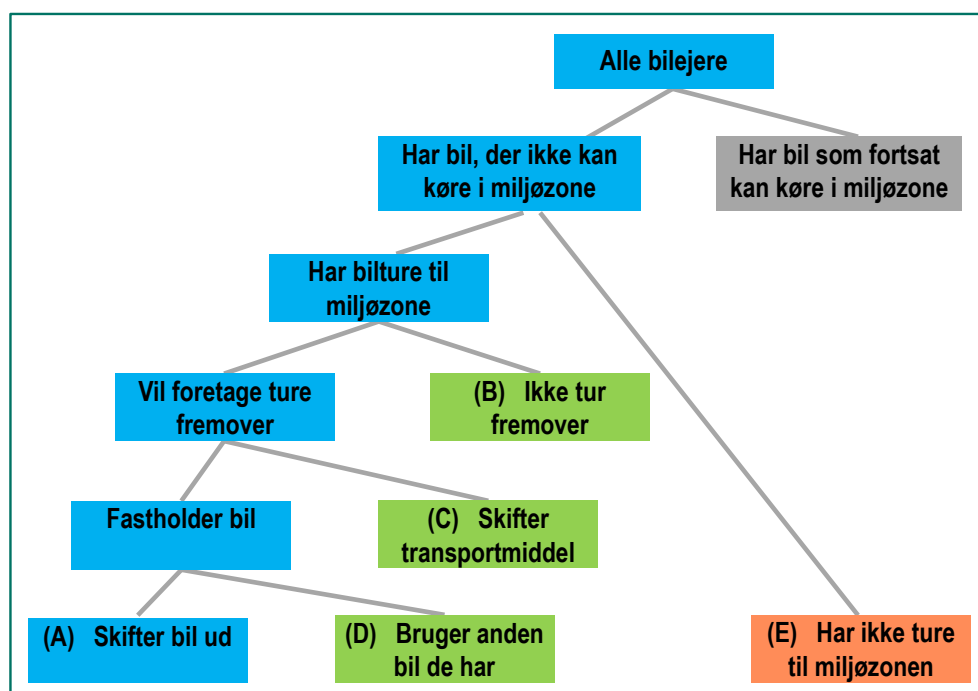 Alle bilejere
Har bil, der ikke kan
køre i miljøzone
Har bil som fortsat
kan køre i miljøzone
Har bilture til
miljøzone
Vil foretage ture
fremover
(B) Ikke tur
fremover
Fastholder bil
(C) Skifter
transportmiddel
(A) Skifter bil ud
(D) Bruger anden
bil de har
(E) Har ikke ture
til miljøzonen